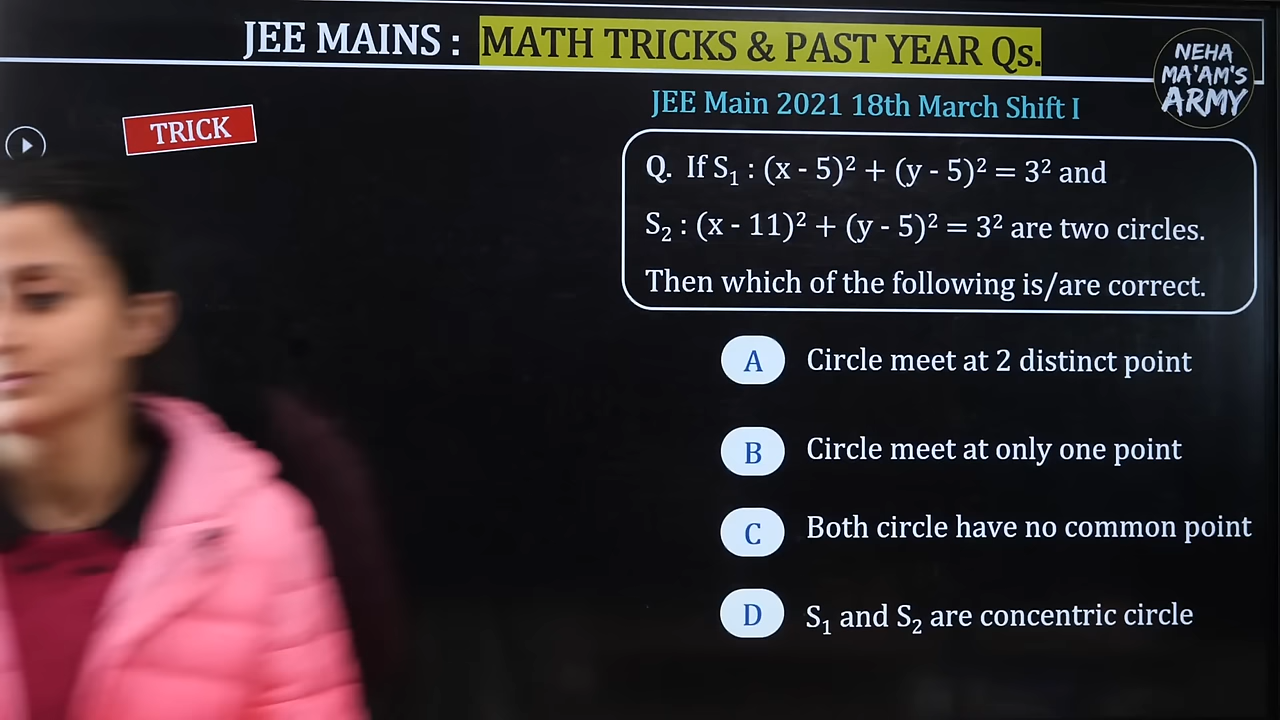 JEE MAINS : MATH TRICKS & PAST YEAR Qs.
NEHA
MA'AM'S
ARMY
JEE Main 2021 18th March Shift I
TRICK
Q. If S₁ : (x - 5)² + (y - 5)² = 3² and
S₂ : (x - 11)² + (y - 5)² = 3² are two circles.
Then which of the following is/are correct.
A Circle meet at 2 distinct point
B Circle meet at only one point
C Both circle have no common point
D S₁ and S₂ are concentric circle